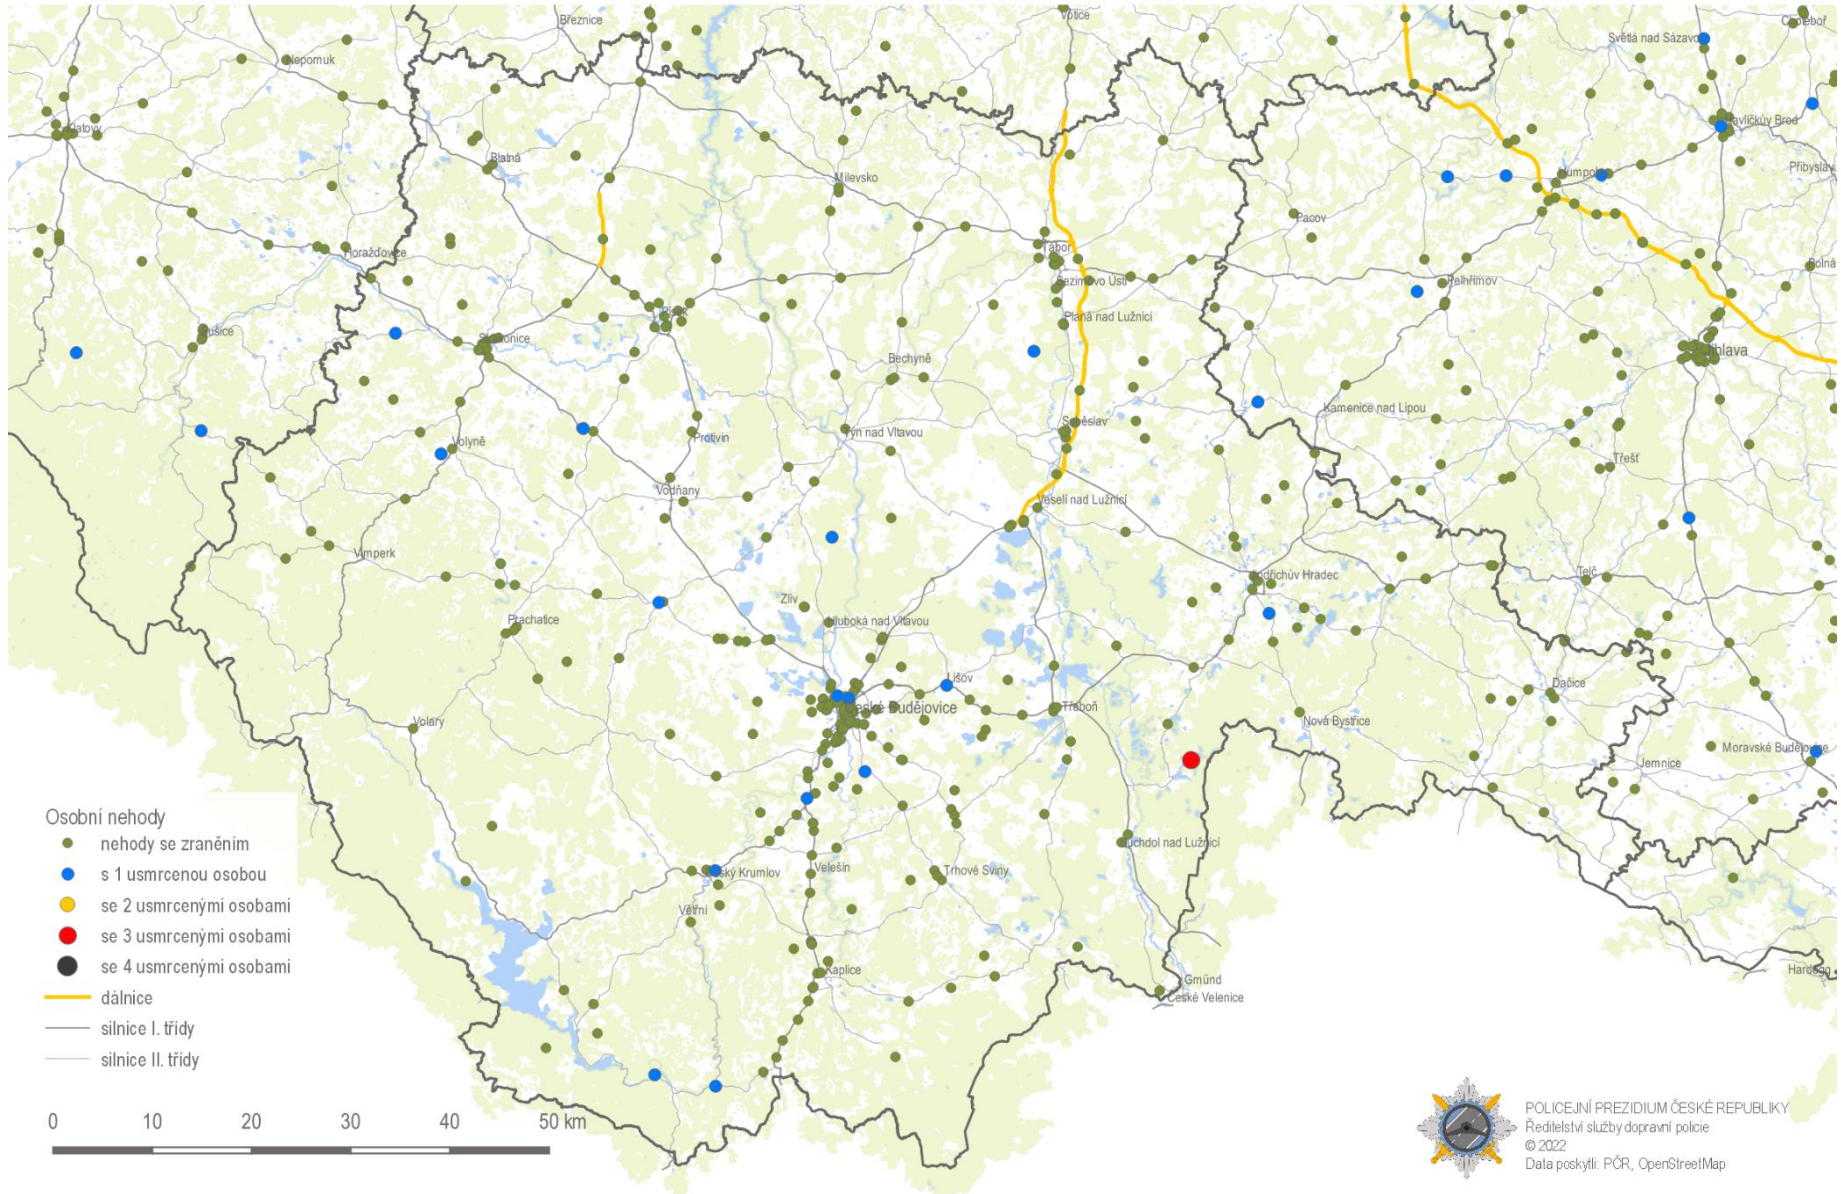 Březnice
Votice
Chotěboř
Světlá nad Sázavou
Nepomuk
Klatovy
Havlíčkův Brod
Blatná
Milevsko
Humpolec
Přibyslav
Pacov
Horažďovice
Tábor
Polná
Sezimovo Ústí
Pelhřimov
Písek
Planá nad Lužnicí
Sušice
Strakonice
Jihlava
Bechyně
Kamenice nad Lipou
Soběslav
Týn nad Vltavou
Protivín
Volyně
Třešť
Vodňany
Veselí nad Lužnicí
Vimperk
Jindřichův Hradec
Telč
Zliv
Prachatice
Hluboká nad Vltavou
Lišov
Dačice
České Budějovice
Třeboň
Volary
Nová Bystřice
Moravské Budějovice
Jemnice
Suchdol nad Lužnicí
Velešín
Trhové Sviny
Český Krumlov
Větřní
Kaplice
Hardegg
Gmünd
České Velenice
Osobní nehody
nehody se zraněním
s 1 usmrcenou osobou
se 2 usmrcenými osobami
se 3 usmrcenými osobami
se 4 usmrcenými osobami
dálnice
silnice I. třídy
silnice II. třídy
0 10 20 30 40 50 km
POLICEJNÍ PREZIDIUM ČESKÉ REPUBLIKY
Ředitelství služby dopravní policie
© 2022
Data poskytli: PČR, OpenStreetMap